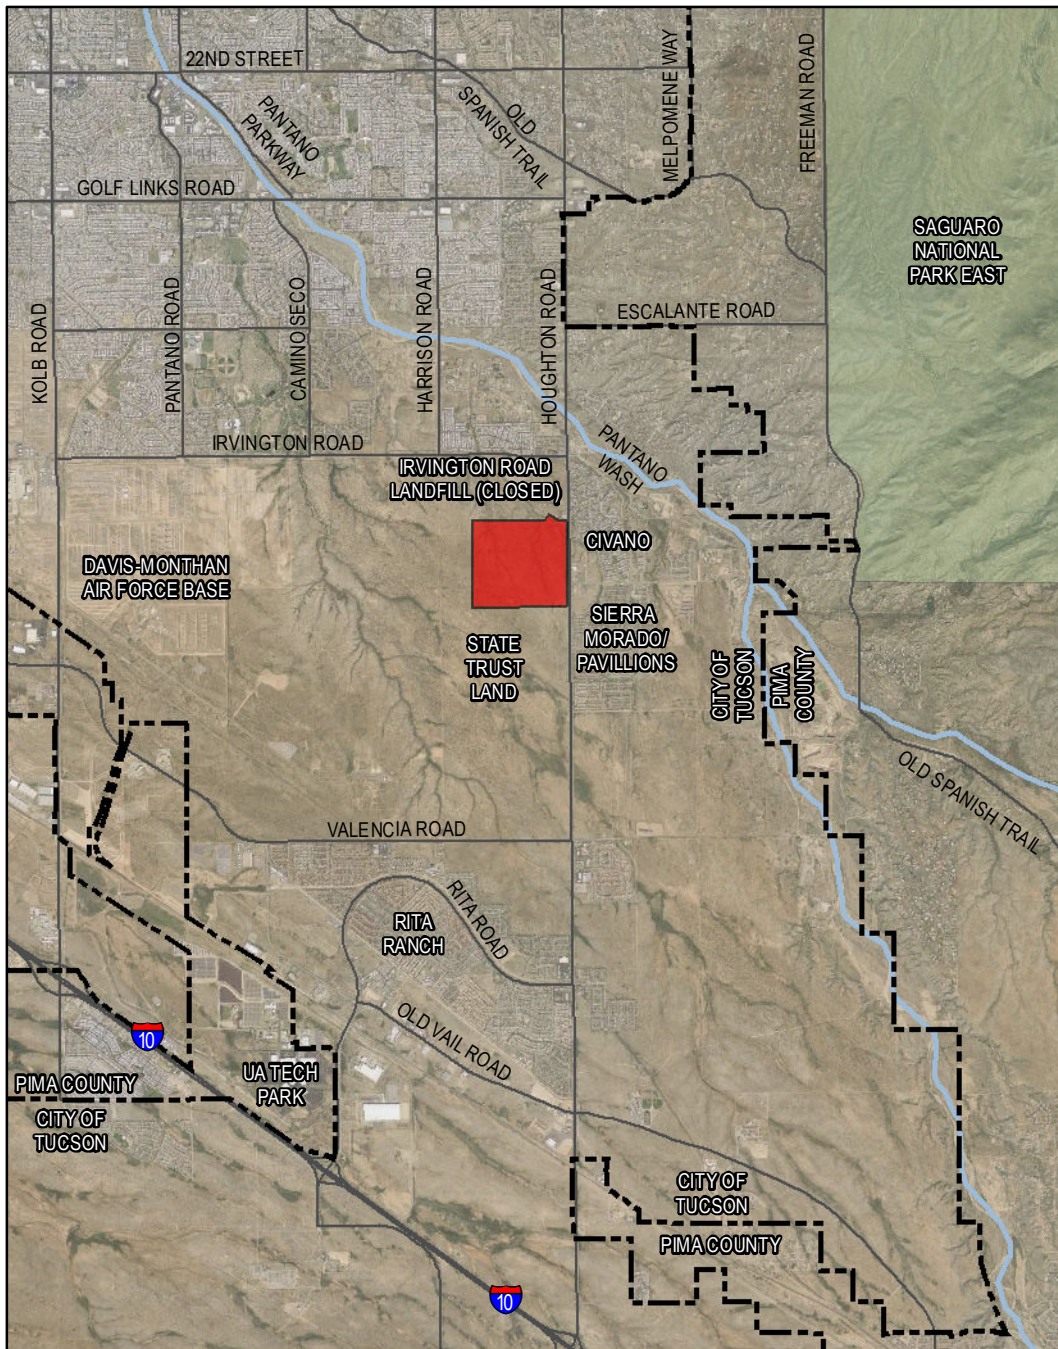 22ND STREET
PANTANO
PARKWAY
OLD
SPANISH TRAIL
MELPOMENE WAY
FREEMAN ROAD
GOLF LINKS ROAD
SAGUARO
NATIONAL
PARK EAST
KOLB ROAD
PANTANO ROAD
CAMINO SECO
HARRISON ROAD
HOUGHTON ROAD
ESCALANTE ROAD
IRVINGTON ROAD
PANTANO
WASH
IRVINGTON ROAD
LANDFILL (CLOSED)
CIVANO
DAVIS-MONTHAN
AIR FORCE BASE
SIERRA
MORADO/
PAVILLIONS
STATE
TRUST
LAND
CITY OF
TUCSON
PIMA
COUNTY
OLD SPANISH TRAIL
VALENCIA ROAD
RITA ROAD
RITA
RANCH
OLD VAIL ROAD
10
UA TECH
PARK
PIMA COUNTY
CITY OF
TUCSON
CITY OF
TUCSON
PIMA COUNTY
10